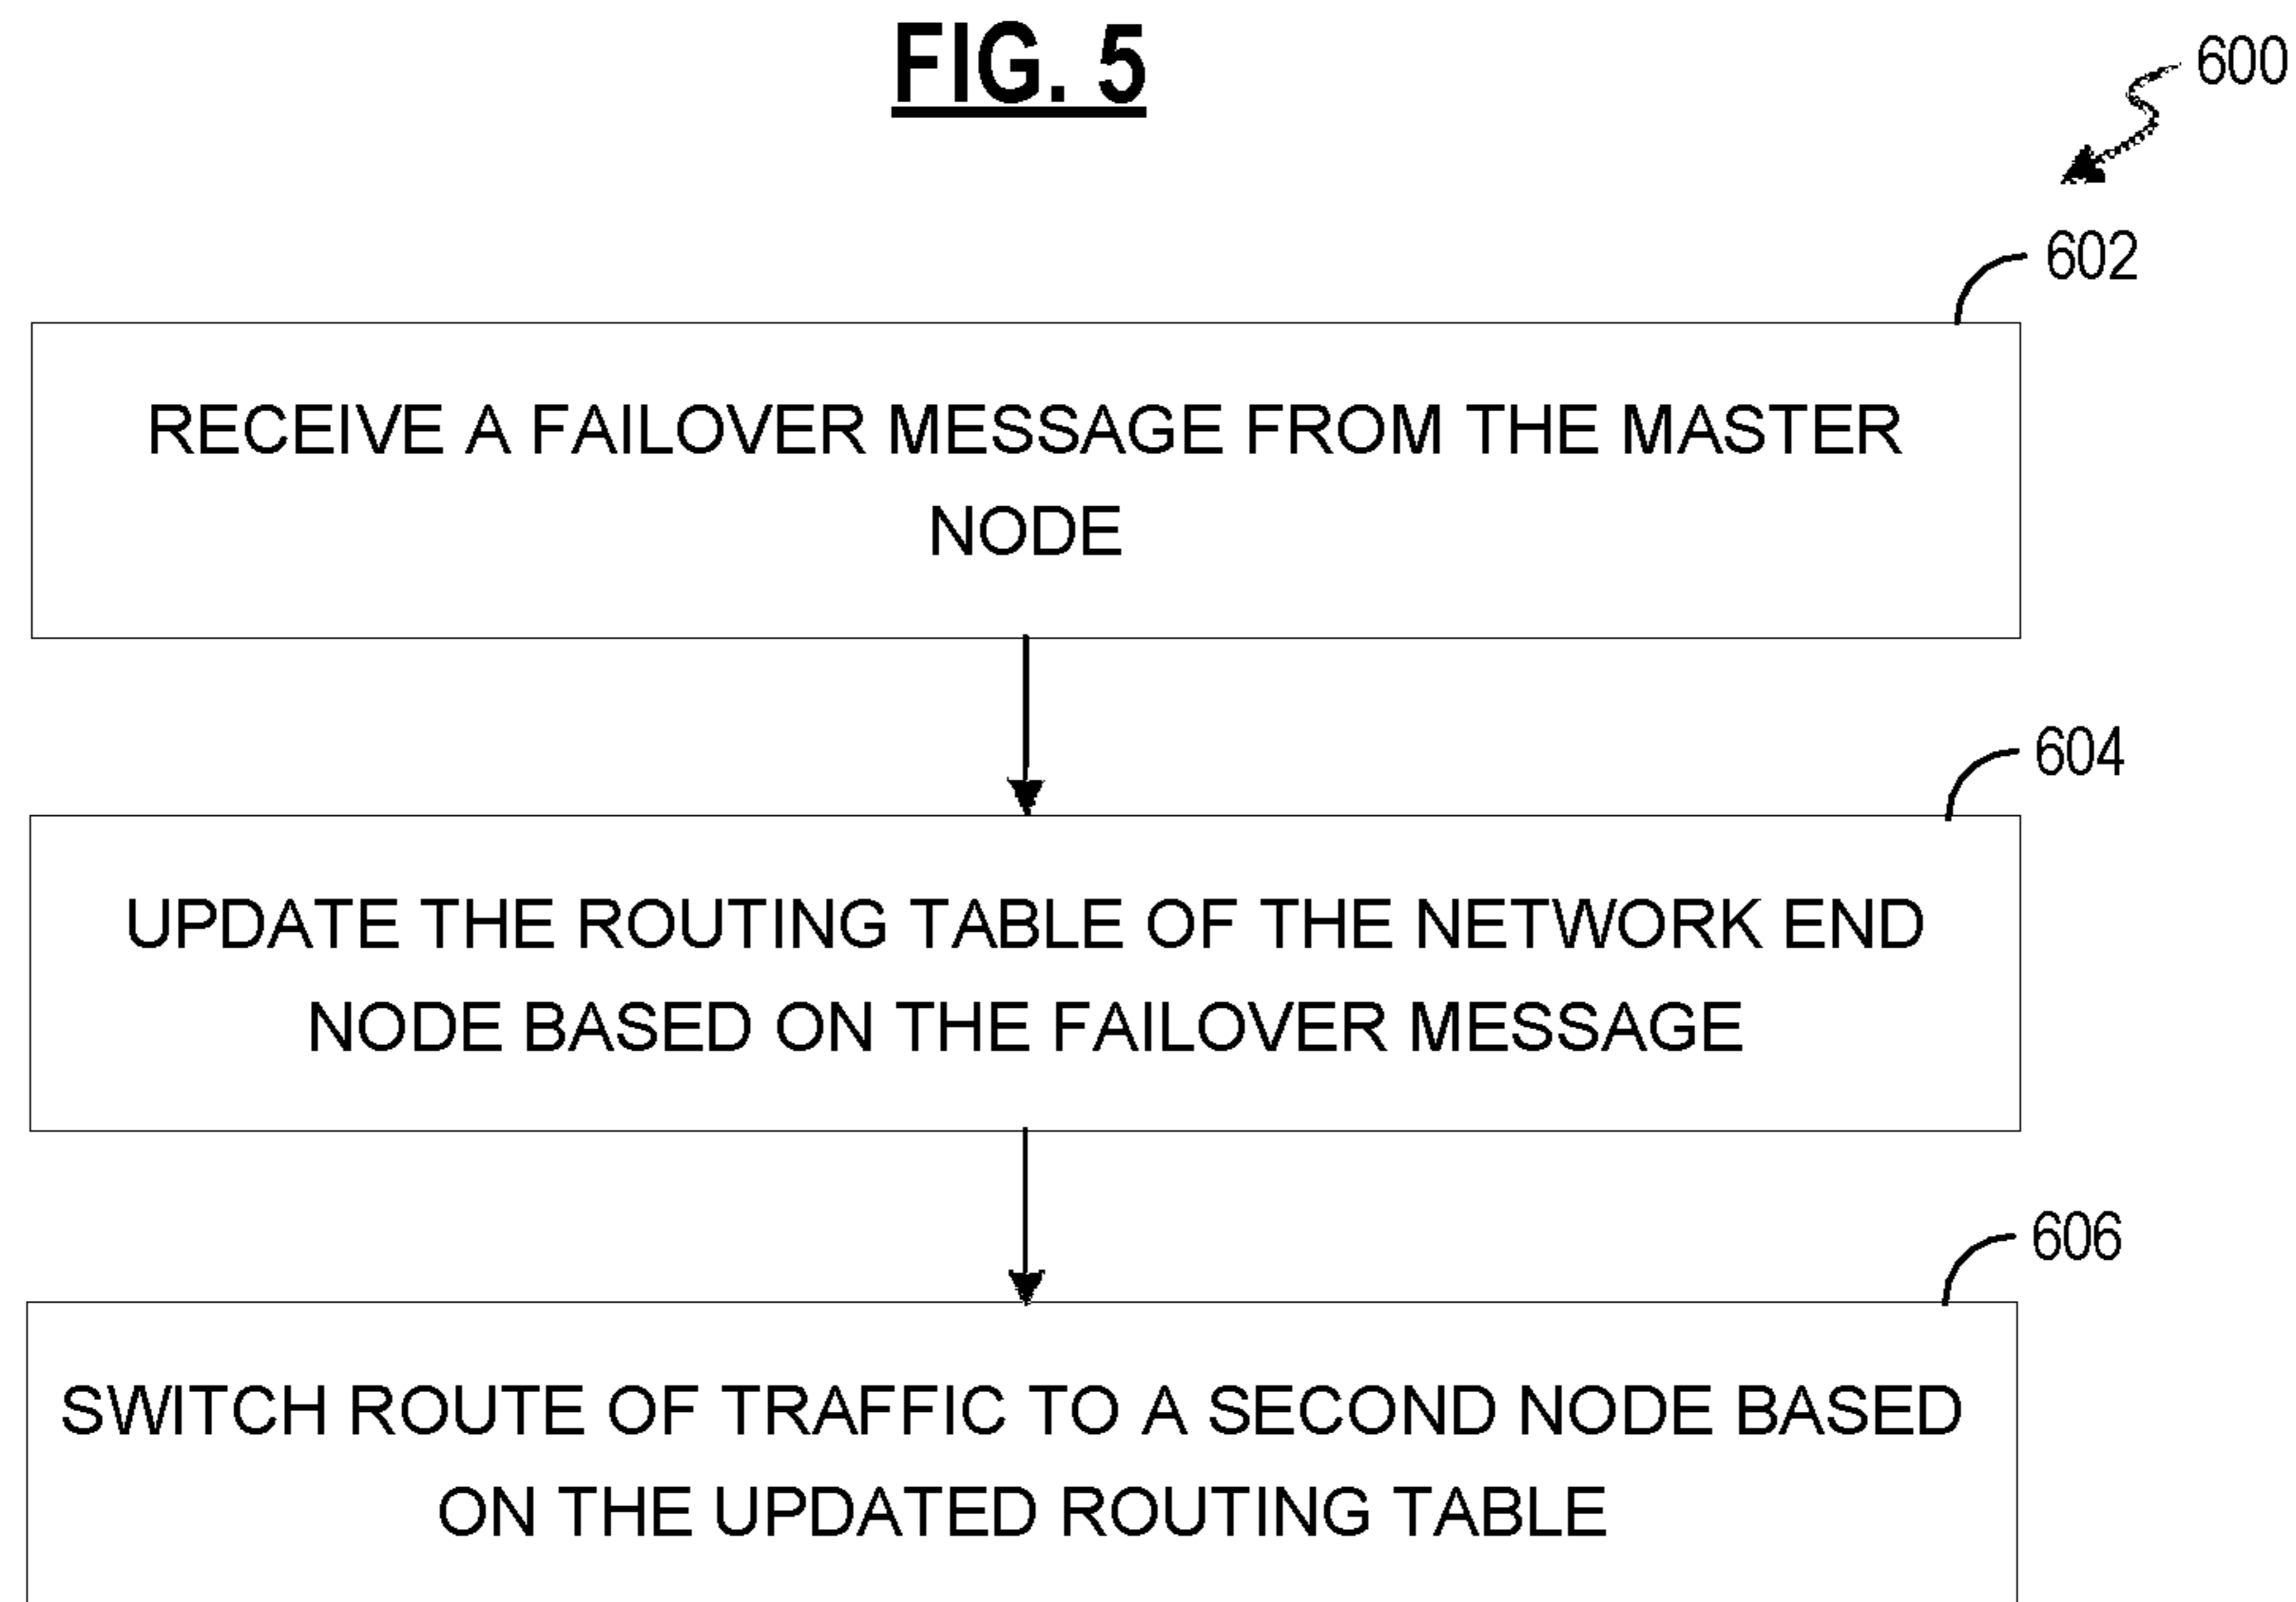 FIG. 5
600
602
RECEIVE A FAILOVER MESSAGE FROM THE MASTER
NODE
604
UPDATE THE ROUTING TABLE OF THE NETWORK END
NODE BASED ON THE FAILOVER MESSAGE
606
SWITCH ROUTE OF TRAFFIC TO A SECOND NODE BASED
ON THE UPDATED ROUTING TABLE